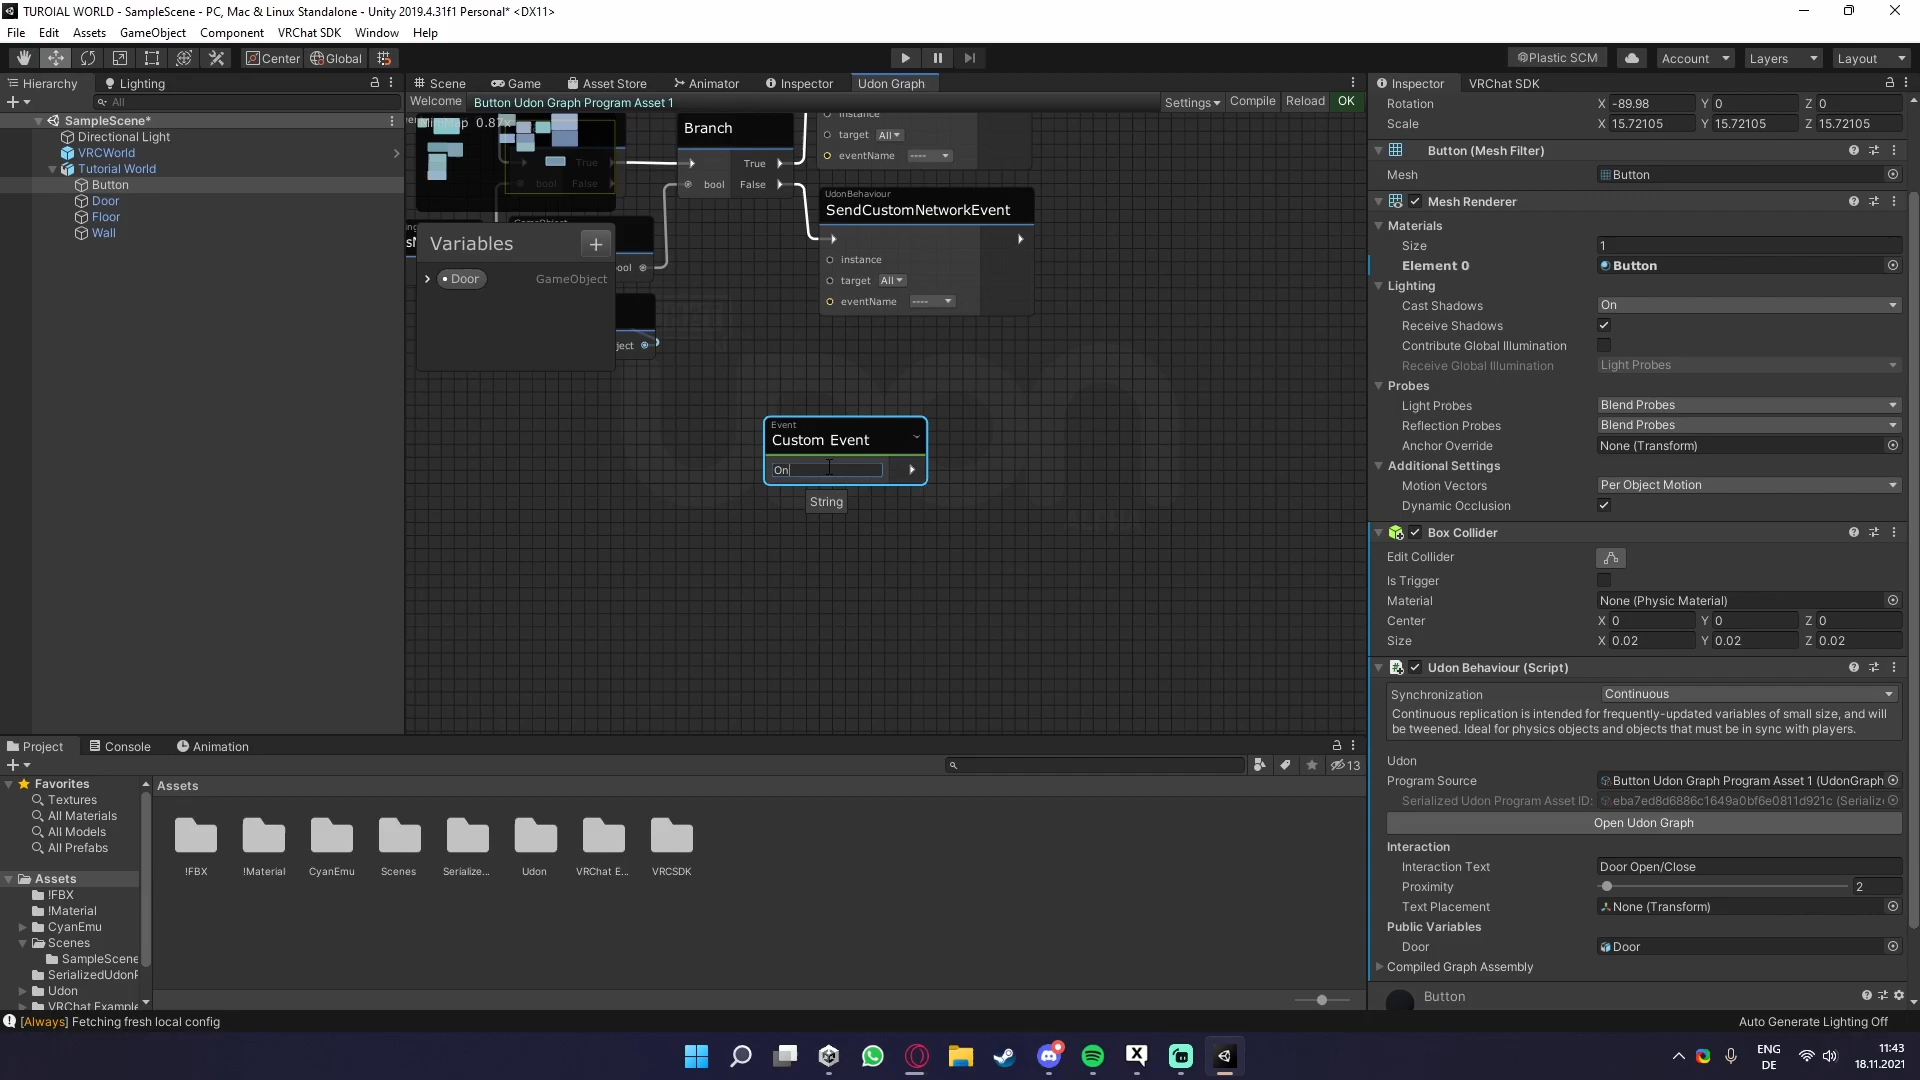 TUROIAL WORLD - SampleScene - PC, Mac & Linux Standalone - Unity 2019.4.31f1 Personal* <DX11>
File Edit Assets GameObject Component VRChat SDK Window Help
Center Global Plastic SCM Account Layers Layout
Hierarchy Lighting
All
SampleScene*
Directional Light
VRCWorld
Tutorial World
Button
Door
Floor
Wall
Scene Game Asset Store Animator Inspector Udon Graph
Welcome Button Udon Graph Program Asset 1 Settings Compile Reload OK
0.87x
True
bool False
Branch
True
bool False
instance
target All
eventName ----
UdonBehaviour
SendCustomNetworkEvent
instance
target All
eventName ----
Variables +
Door GameObject
Event
Custom Event
On
String
Inspector VRChat SDK
Rotation X -89.98 Y 0 Z 0
Scale X 15.72105 Y 15.72105 Z 15.72105
Button (Mesh Filter)
Mesh Button
Mesh Renderer
Materials
Size 1
Element 0 Button
Lighting
Cast Shadows On
Receive Shadows
Contribute Global Illumination
Receive Global Illumination Light Probes
Probes
Light Probes Blend Probes
Reflection Probes Blend Probes
Anchor Override None (Transform)
Additional Settings
Motion Vectors Per Object Motion
Dynamic Occlusion
Box Collider
Edit Collider
Is Trigger
Material None (Physic Material)
Center X 0 Y 0 Z 0
Size X 0.02 Y 0.02 Z 0.02
Udon Behaviour (Script)
Synchronization Continuous
Continuous replication is intended for frequently-updated variables of small size, and will
be tweened. Ideal for physics objects and objects that must be in sync with players.
Udon
Program Source Button Udon Graph Program Asset 1 (UdonGraph
Serialized Udon Program Asset ID: eba7ed8d6886c1649a0bf6e0811d921c (Serializ
Open Udon Graph
Interaction
Interaction Text Door Open/Close
Proximity 2
Text Placement None (Transform)
Public Variables
Door Door
Compiled Graph Assembly
Button
Project Console Animation
13
Favorites
Textures
All Materials
All Models
All Prefabs
Assets
!FBX
!Material
CyanEmu
Scenes
SampleScene
SerializedUdonP
Udon
VRChat Example
Assets
!FBX !Material CyanEmu Scenes Serialize... Udon VRChat E... VRCSDK
[Always] Fetching fresh local config Auto Generate Lighting Off
ENG
DE
11:43
18.11.2021